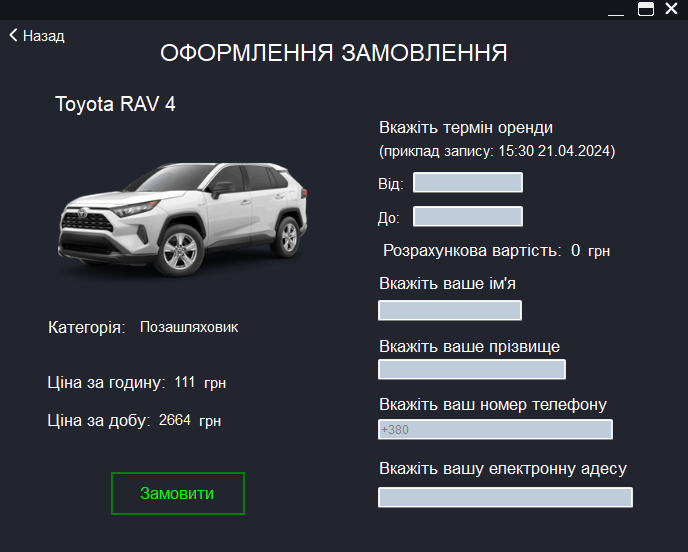 Назад
ОФОРМЛЕННЯ ЗАМОВЛЕННЯ
Toyota RAV 4
Категорія: Позашляховик
Ціна за годину: 111 грн
Ціна за добу: 2664 грн
Замовити
Вкажіть термін оренди
(приклад запису: 15:30 21.04.2024)
Від:
До:
Розрахункова вартість: 0 грн
Вкажіть ваше ім'я
Вкажіть ваше прізвище
Вкажіть ваш номер телефону
+380
Вкажіть вашу електронну адесу